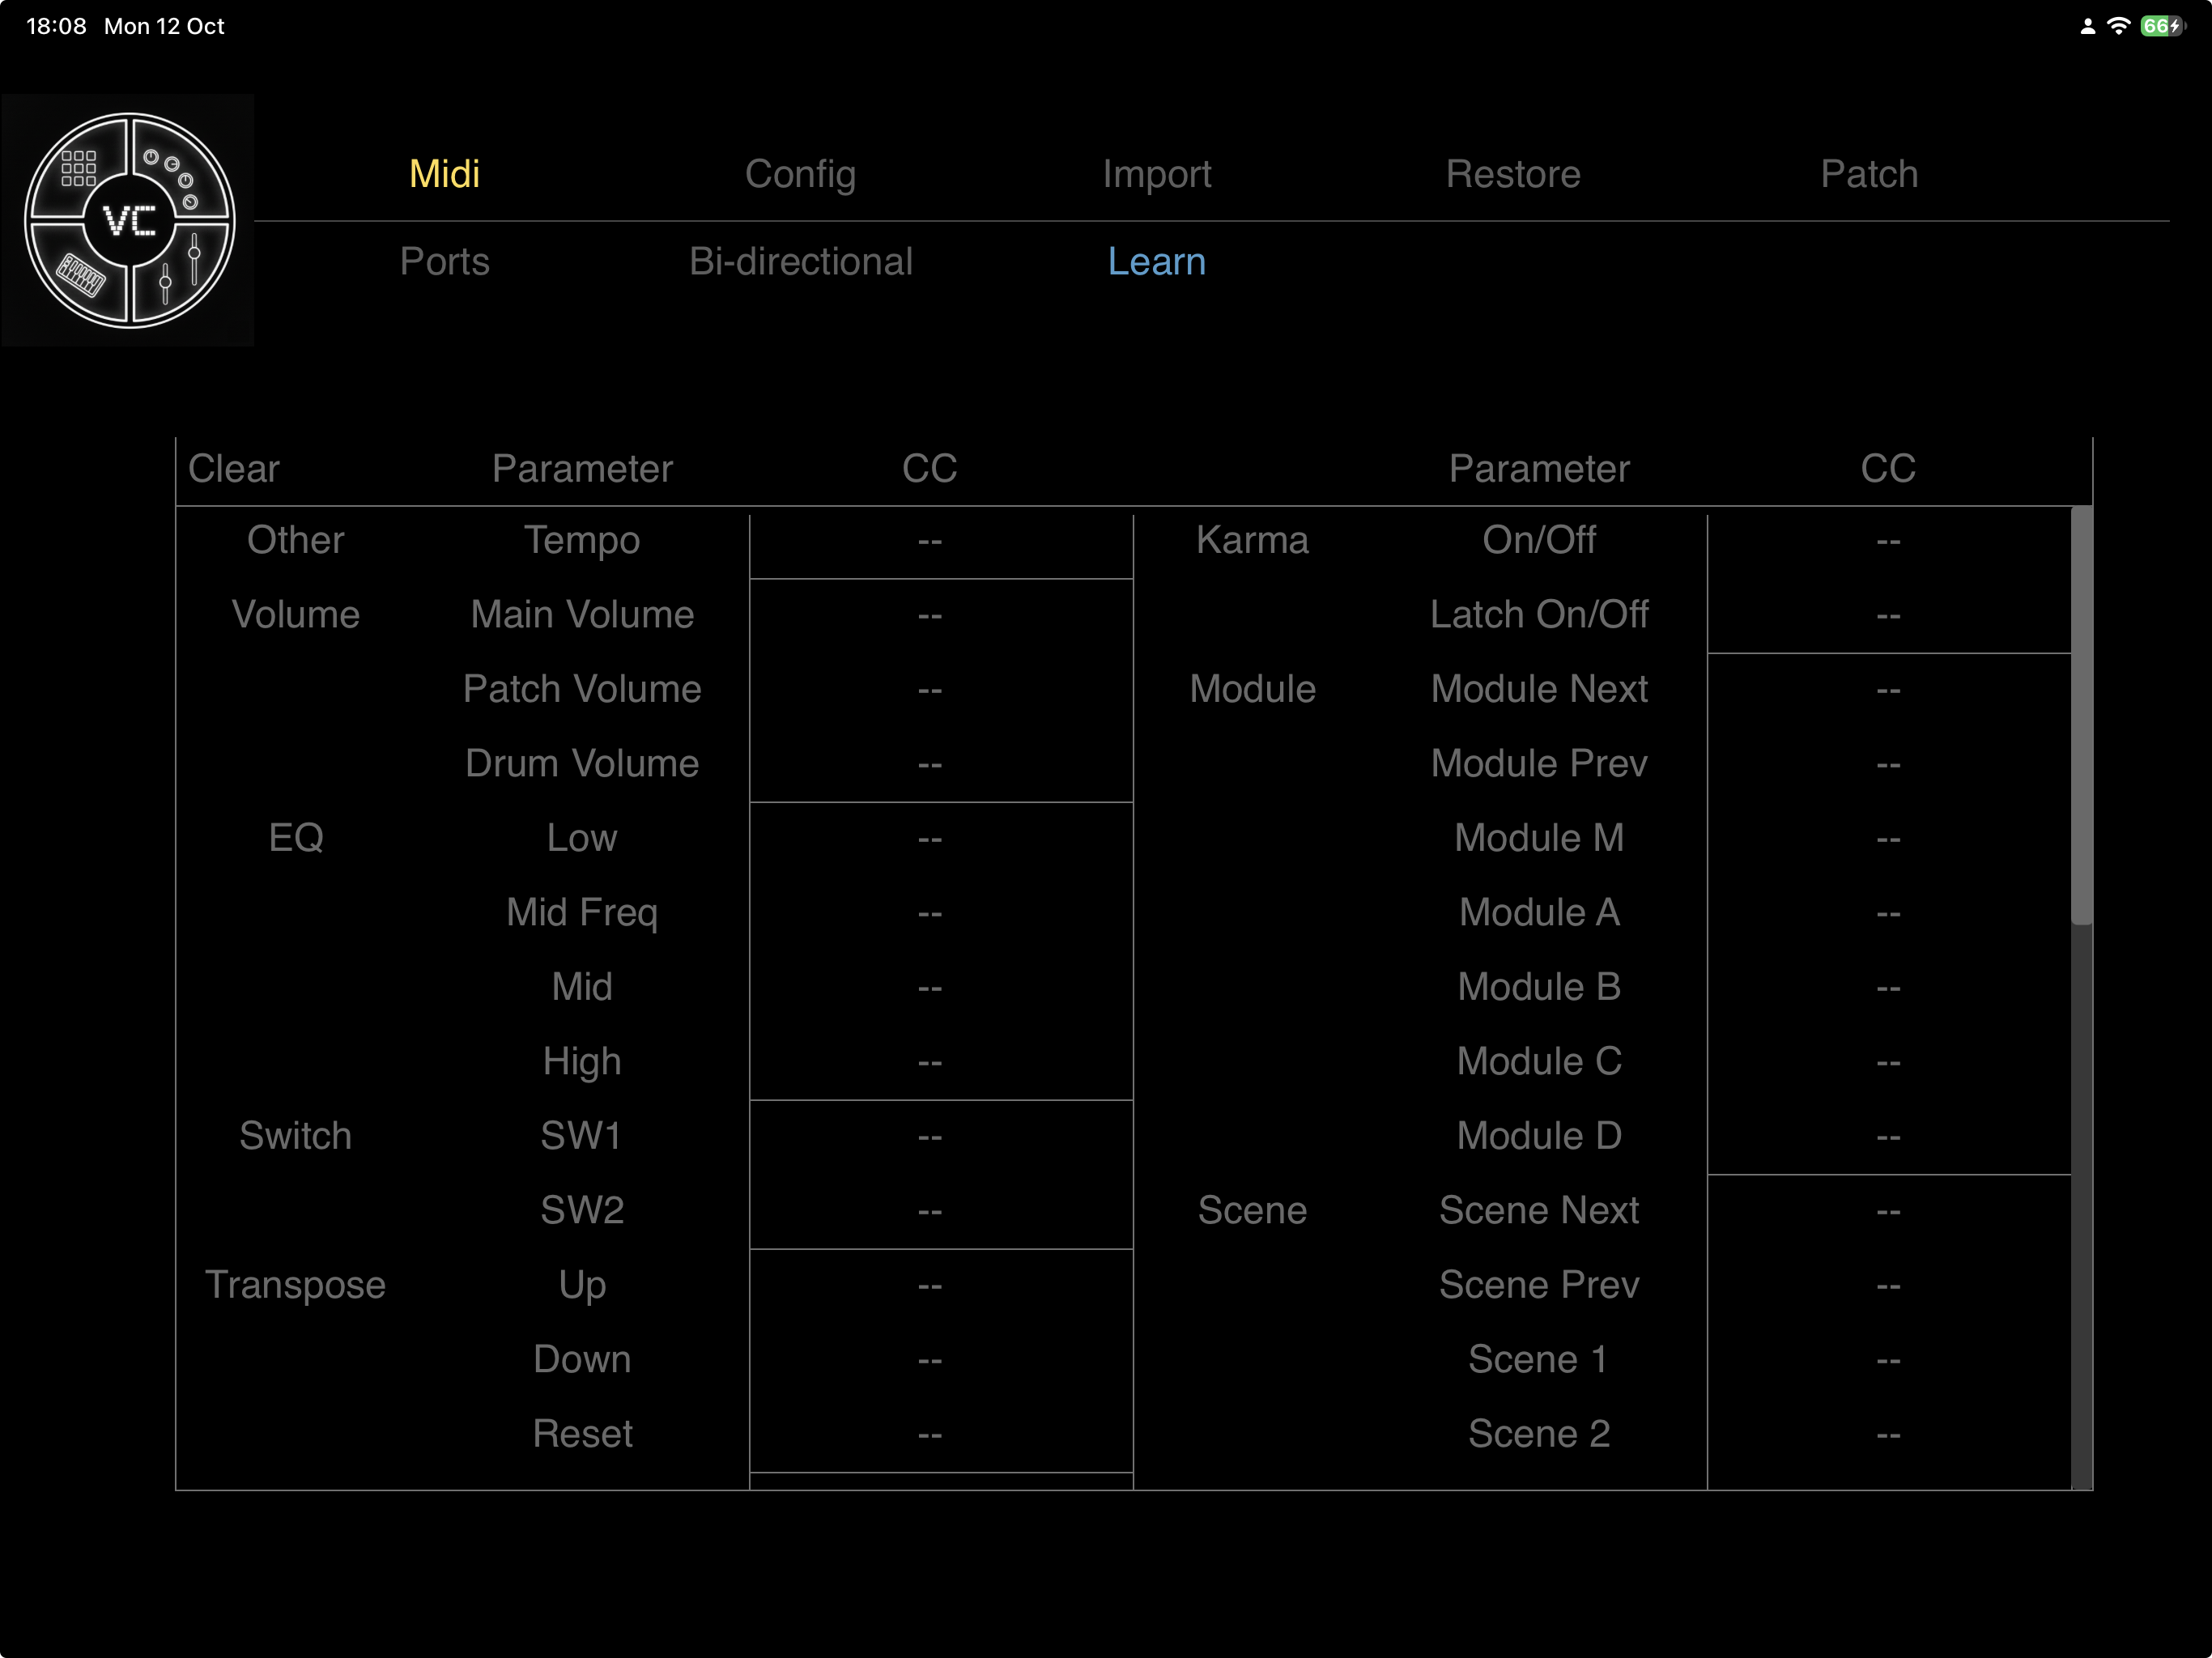 18:08 Mon 12 Oct 66
VC
Midi Config Import Restore Patch
Ports Bi-directional Learn
Clear Parameter CC Parameter CC
Other Tempo -- Karma On/Off --
Volume Main Volume -- Latch On/Off --
Patch Volume -- Module Module Next --
Drum Volume -- Module Prev --
EQ Low -- Module M --
Mid Freq -- Module A --
Mid -- Module B --
High -- Module C --
Switch SW1 -- Module D --
SW2 -- Scene Scene Next --
Transpose Up -- Scene Prev --
Down -- Scene 1 --
Reset -- Scene 2 --